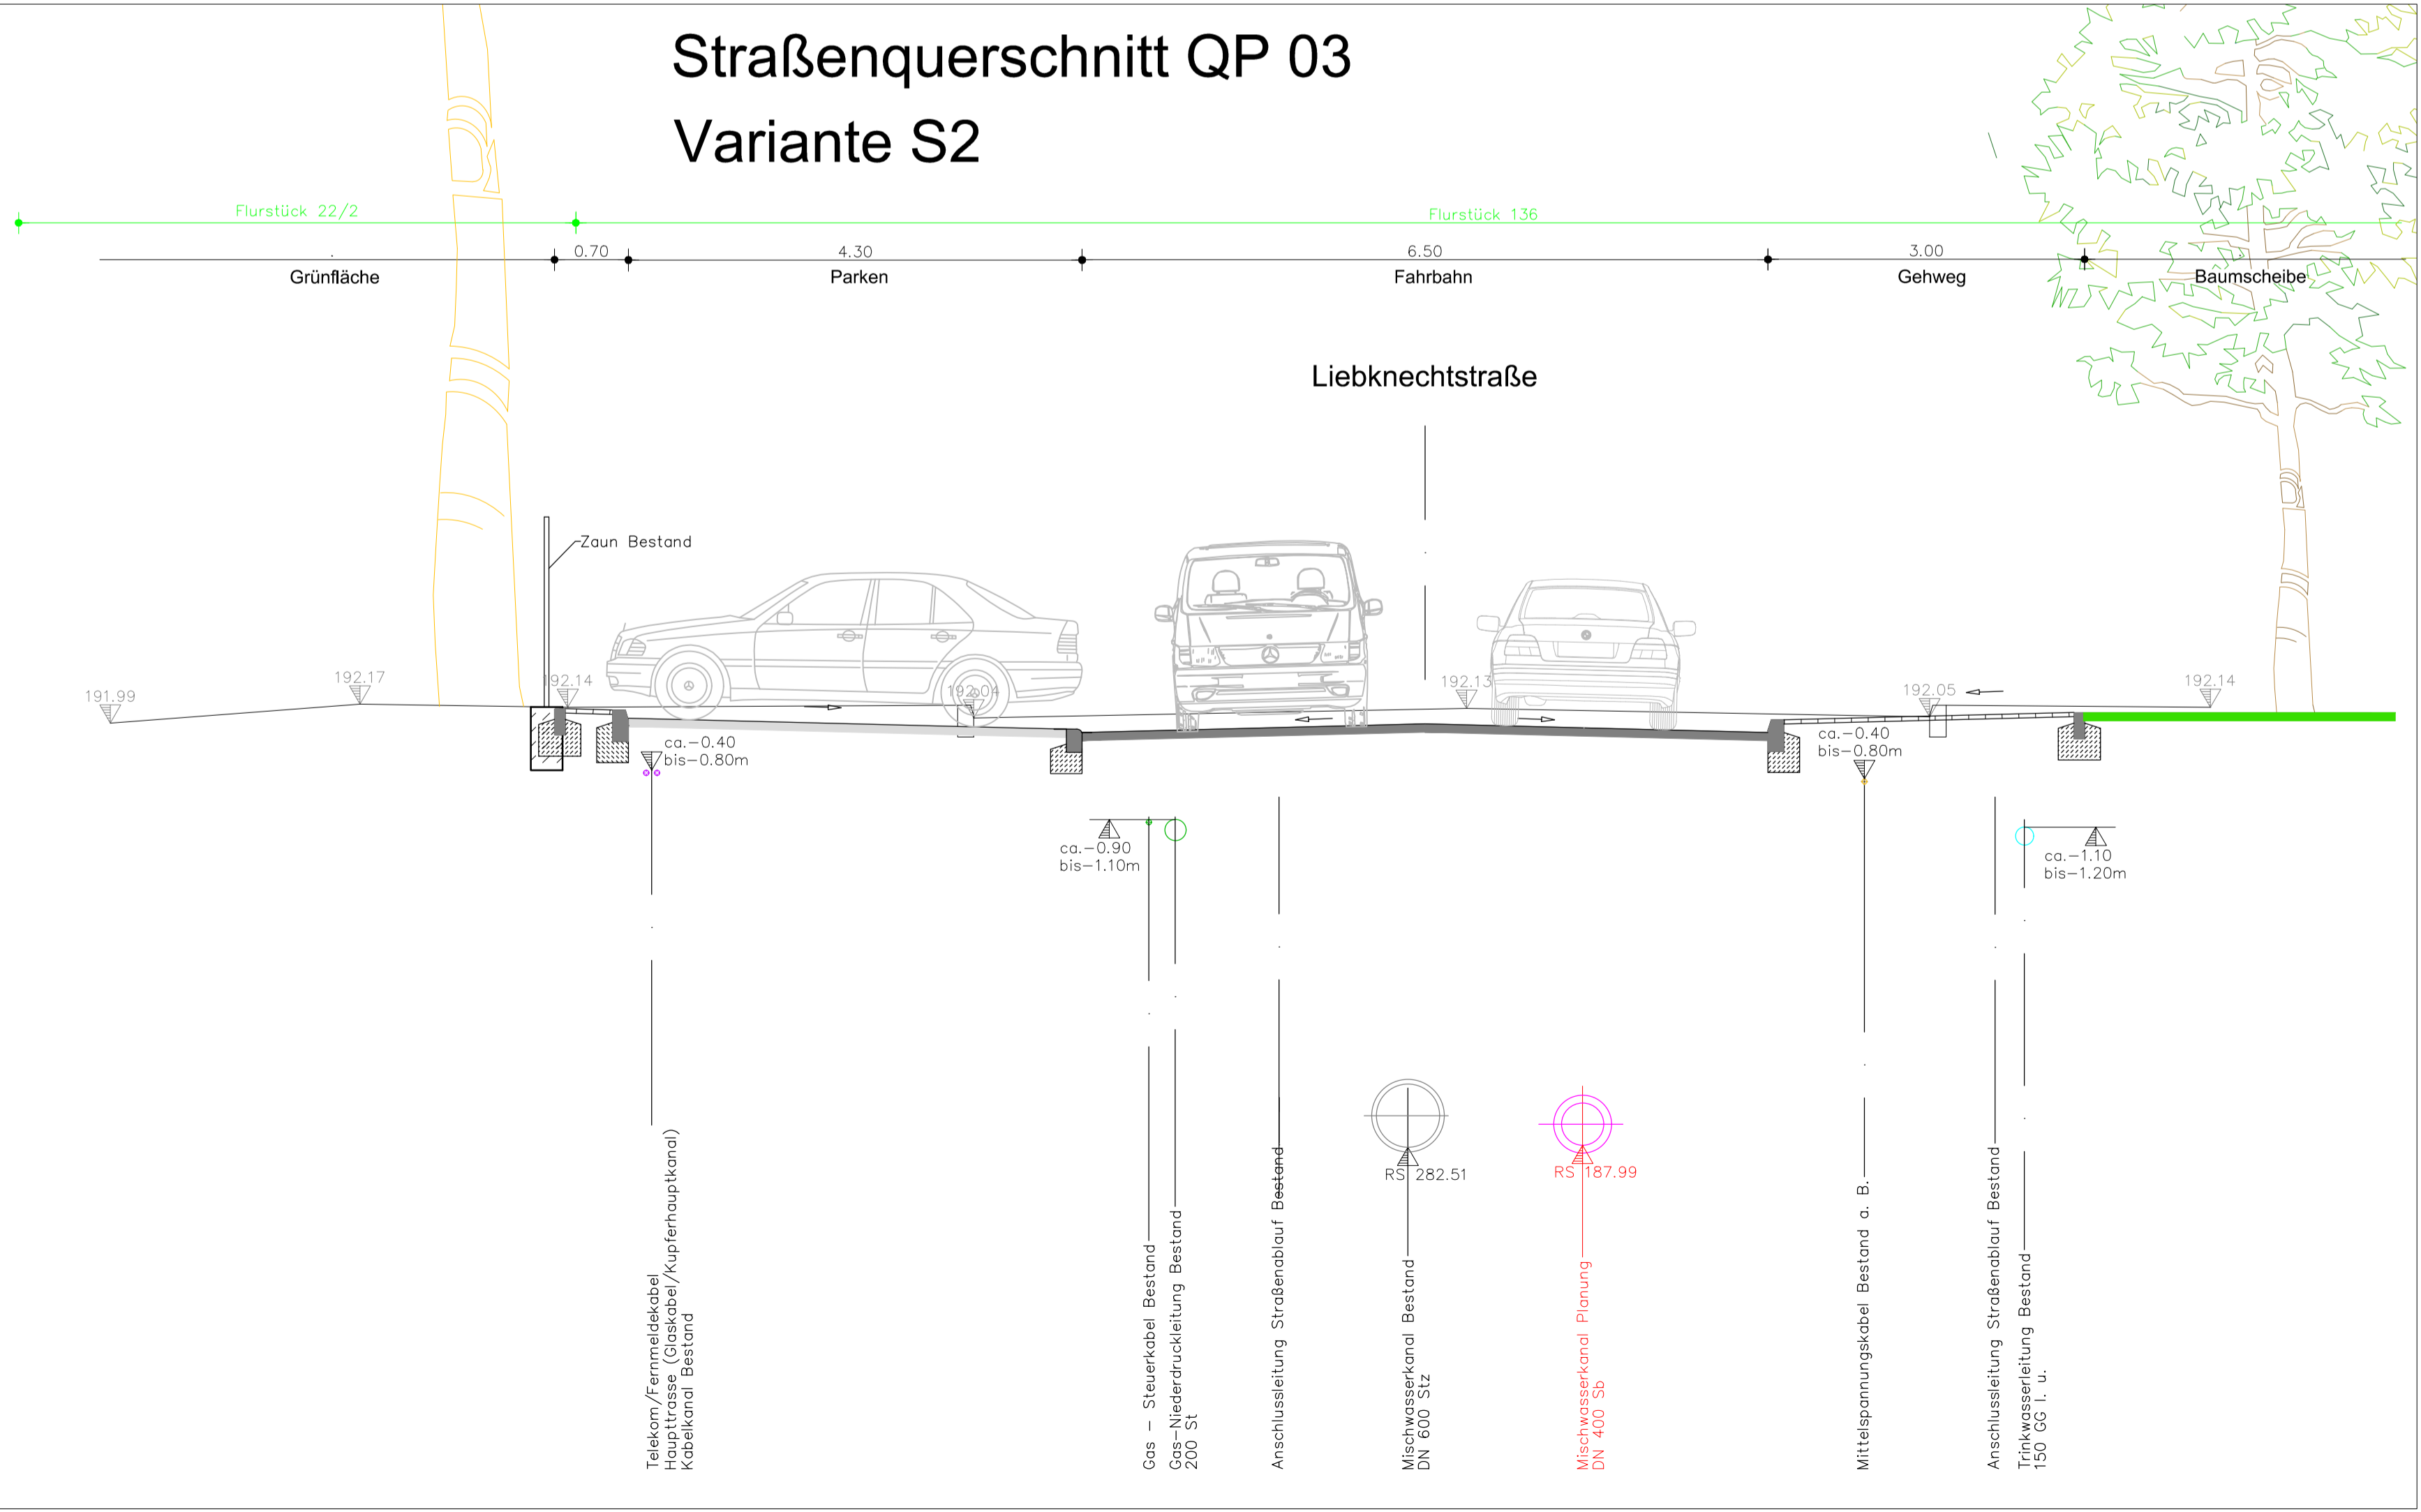 Straßenquerschnitt QP 03
Variante S2
Flurstück 22/2
Flurstück 136
0.70
4.30
6.50
3.00
Grünfläche
Parken
Fahrbahn
Gehweg
Baumscheibe
Liebknechtstraße
Zaun Bestand
191.99
192.17
192.14
192.04
192.13
192.05
192.14
ca.-0.40
bis-0.80m
ca.-0.40
bis-0.80m
ca.-0.90
bis-1.10m
ca.-1.10
bis-1.20m
RS 282.51
RS 187.99
Telekom/Fernmeldekabel
Haupttrasse (Glaskabel/Kupferhauptkanal)
Kabelkanal Bestand
Gas - Steuerkabel Bestand
Gas-Niederdruckleitung Bestand
200 St
Anschlussleitung Straßenablauf Bestand
Mischwasserkanal Bestand
DN 600 Stz
Mischwasserkanal Planung
DN 400 Sb
Mittelspannungskabel Bestand a. B.
Anschlussleitung Straßenablauf Bestand
Trinkwasserleitung Bestand
150 GG l. u.